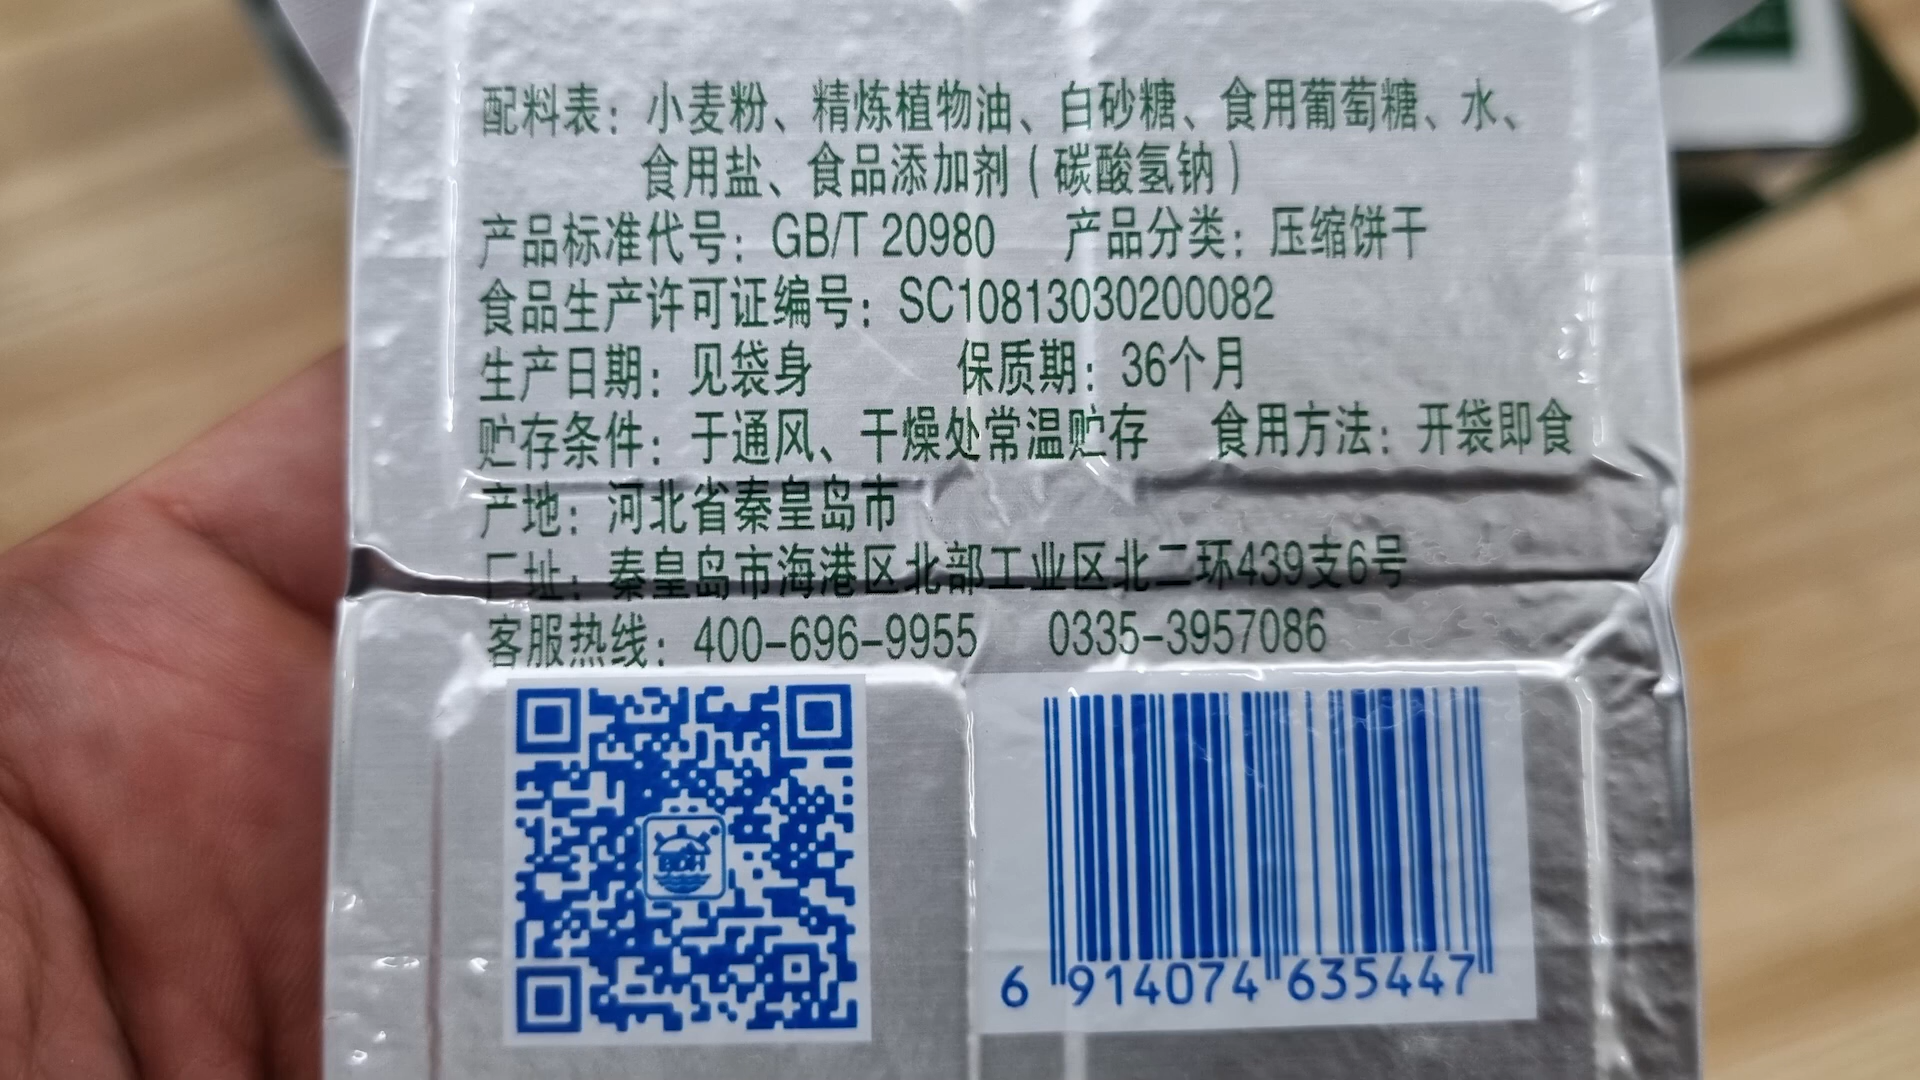 配料表：小麦粉、精炼植物油、白砂糖、食用葡萄糖、水、
食用盐、食品添加剂（碳酸氢钠）
产品标准代号：GB/T 20980 产品分类：压缩饼干
食品生产许可证编号：SC10813030200082
生产日期：见袋身 保质期：36个月
贮存条件：于通风、干燥处常温贮存 食用方法：开袋即食
产地：河北省秦皇岛市
厂址：秦皇岛市海港区北部工业区北二环439支6号
客服热线：400-696-9955 0335-3957086
6 914074 635447